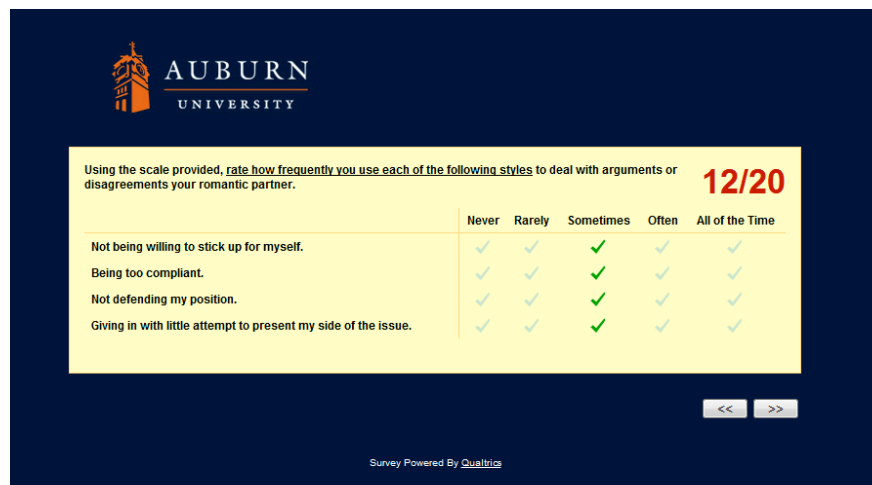 AUBURN
UNIVERSITY
Using the scale provided, rate how frequently you use each of the following styles to deal with arguments or
disagreements your romantic partner.
12/20
Never Rarely Sometimes Often All of the Time
Not being willing to stick up for myself.
Being too compliant.
Not defending my position.
Giving in with little attempt to present my side of the issue.
<< >>
Survey Powered By Qualtrics